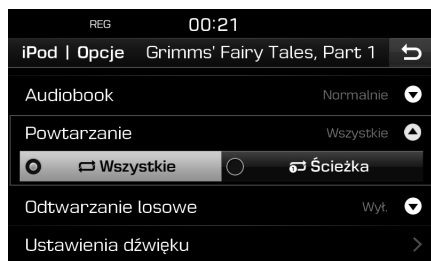 REG 00:21
iPod | Opcje Grimms' Fairy Tales, Part 1
Audiobook Normalnie
Powtarzanie Wszystkie
Wszystkie Ścieżka
Odtwarzanie losowe Wył.
Ustawienia dźwięku